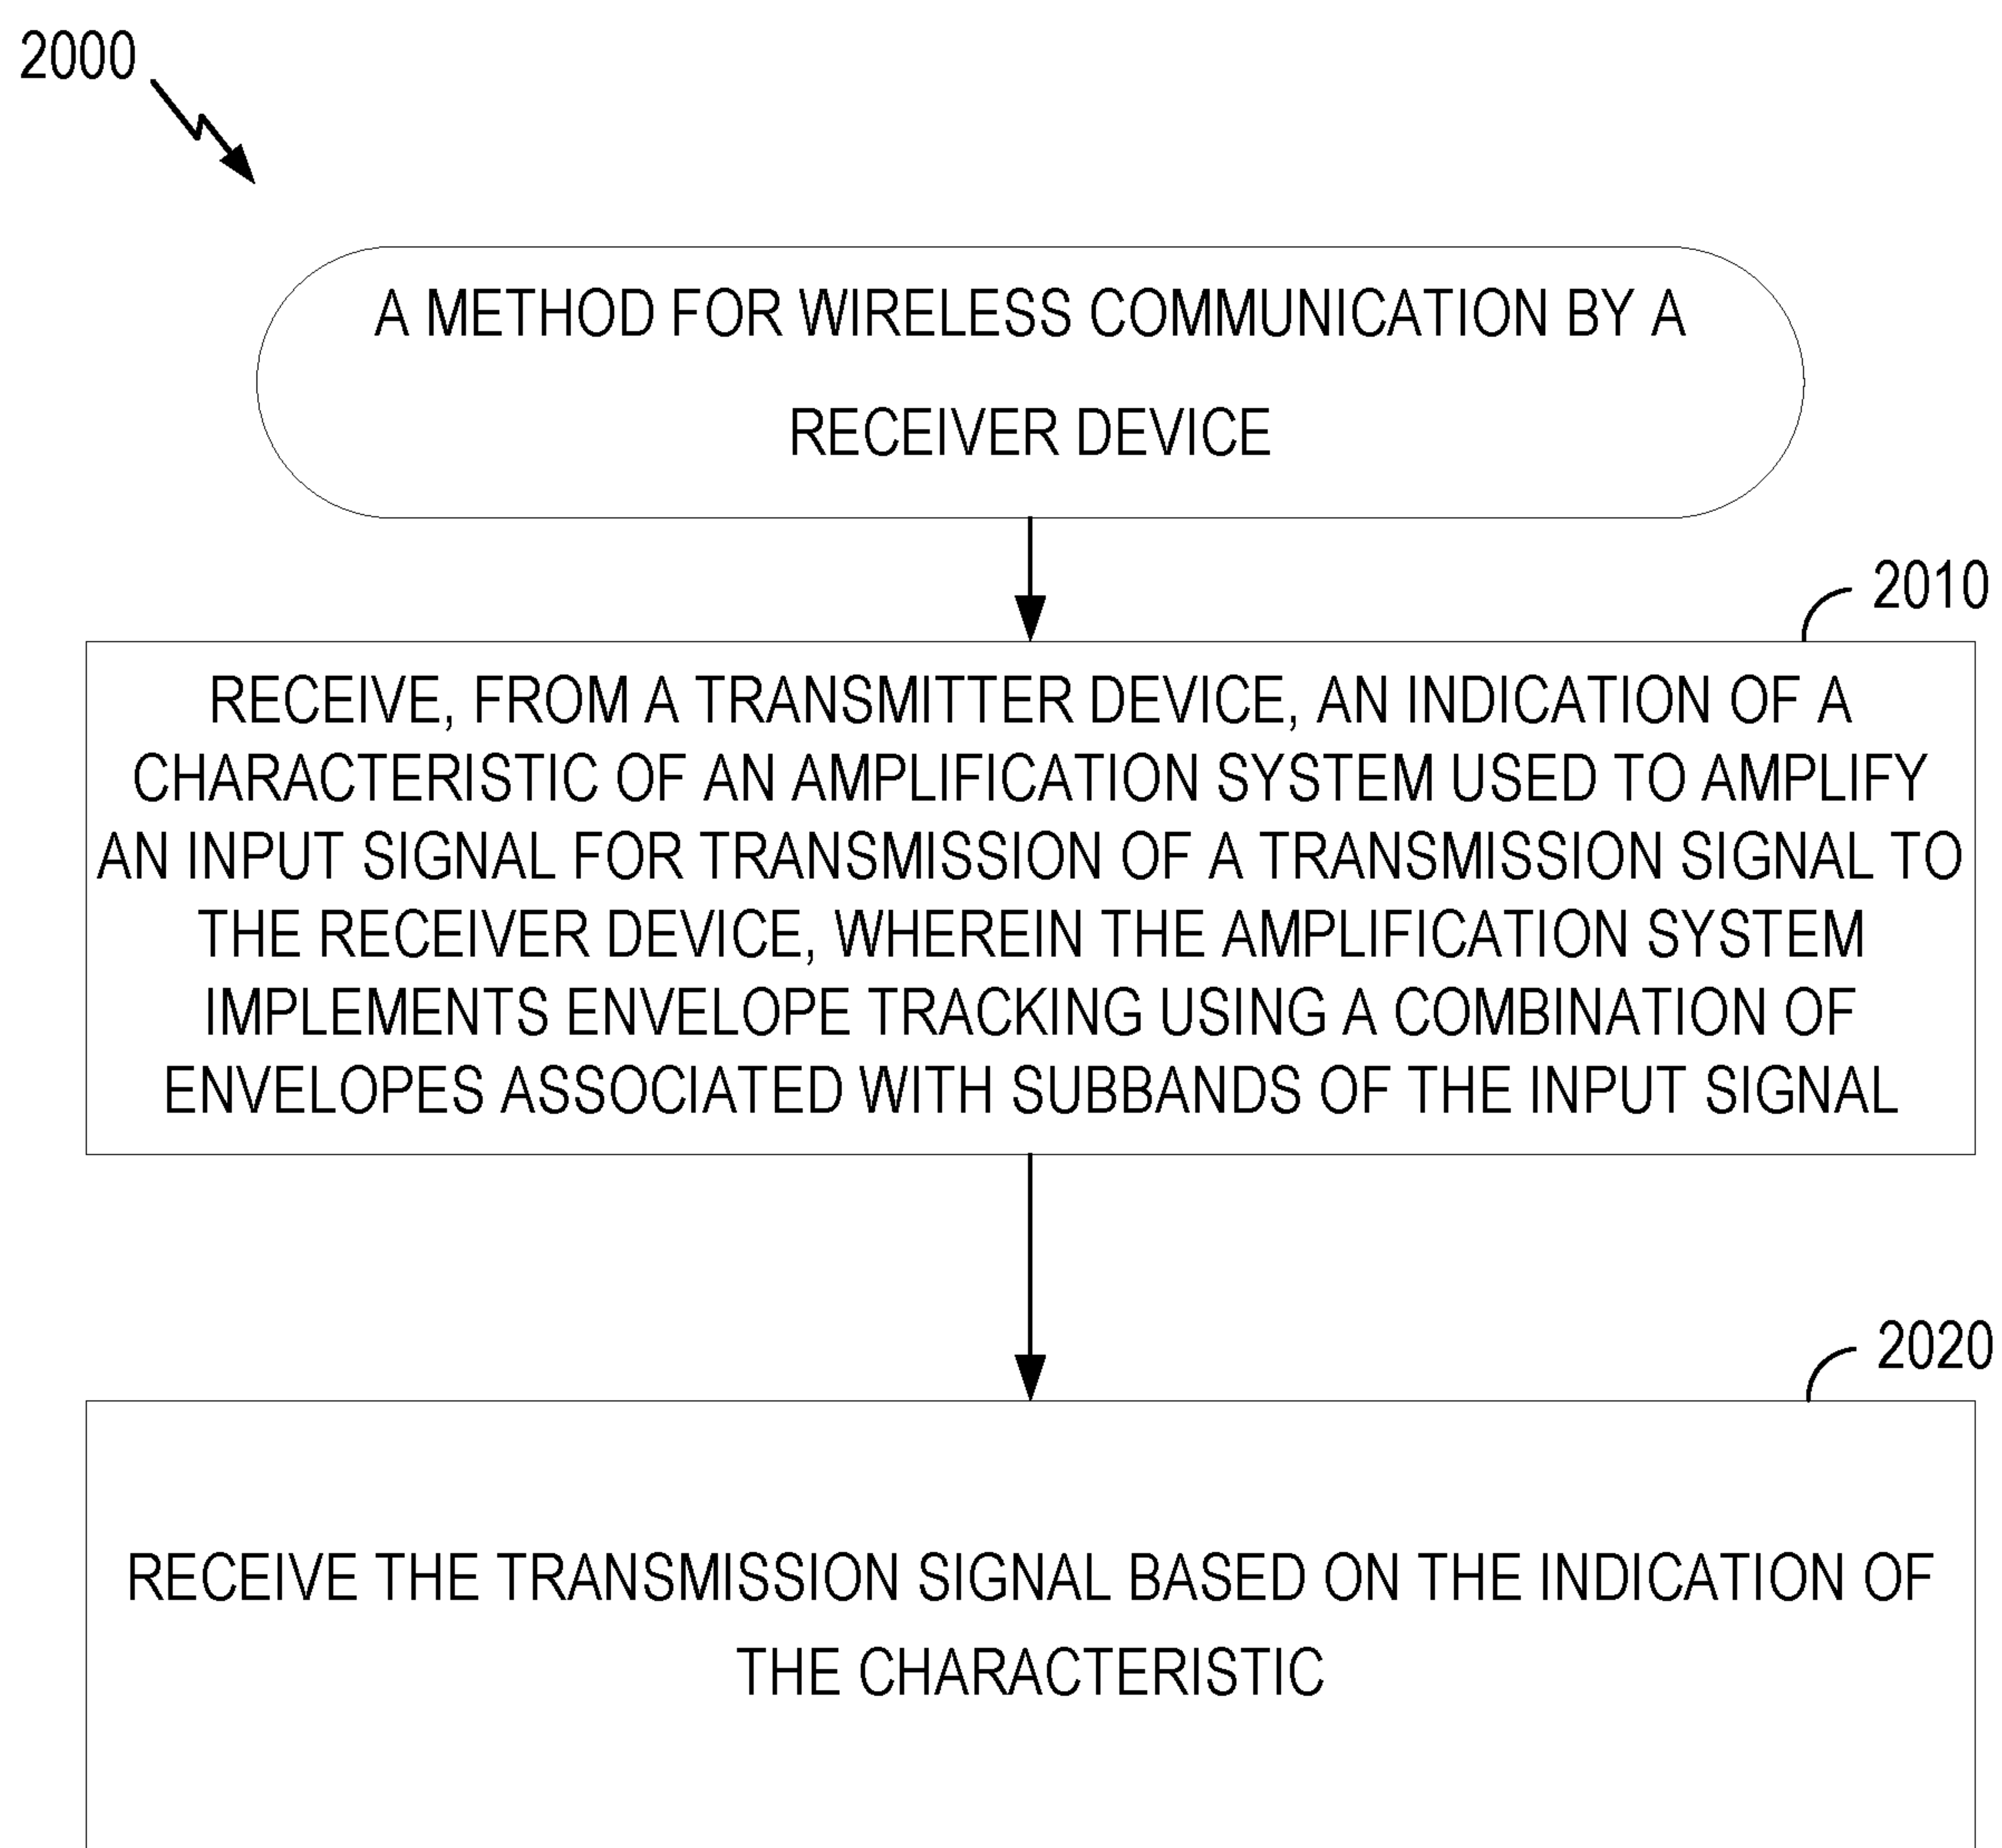 2000
A METHOD FOR WIRELESS COMMUNICATION BY A
RECEIVER DEVICE
2010
RECEIVE, FROM A TRANSMITTER DEVICE, AN INDICATION OF A
CHARACTERISTIC OF AN AMPLIFICATION SYSTEM USED TO AMPLIFY
AN INPUT SIGNAL FOR TRANSMISSION OF A TRANSMISSION SIGNAL TO
THE RECEIVER DEVICE, WHEREIN THE AMPLIFICATION SYSTEM
IMPLEMENTS ENVELOPE TRACKING USING A COMBINATION OF
ENVELOPES ASSOCIATED WITH SUBBANDS OF THE INPUT SIGNAL
2020
RECEIVE THE TRANSMISSION SIGNAL BASED ON THE INDICATION OF
THE CHARACTERISTIC